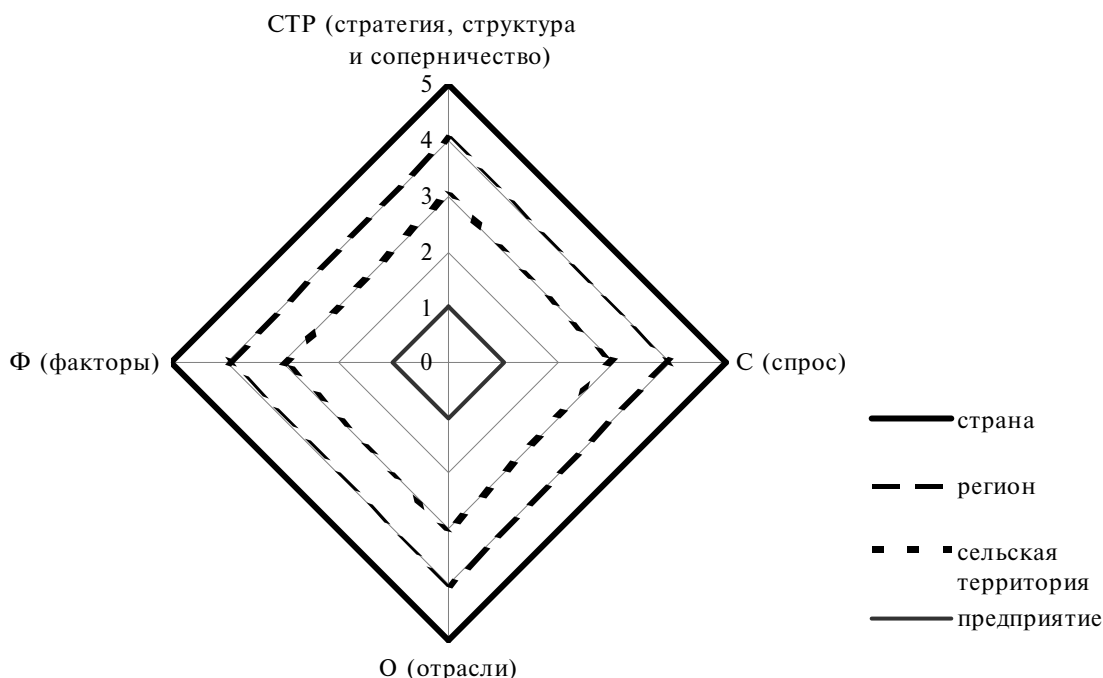 СТР (стратегия, структура
и соперничество)
5
4
3
2
1
0
Ф (факторы)
С (спрос)
О (отрасли)
страна
регион
сельская
территория
предприятие